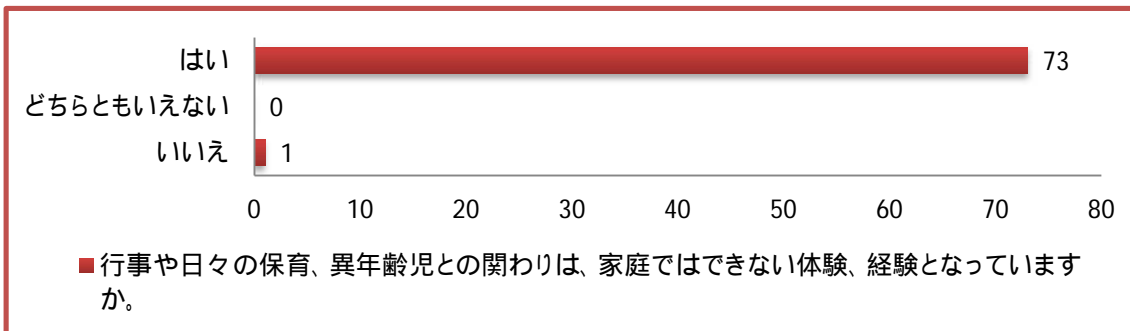 はい 73
どちらともいえない 0
いいえ 1
0 10 20 30 40 50 60 70 80
行事や日々の保育、異年齢児との関わりは、家庭ではできない体験、経験となっています
か。